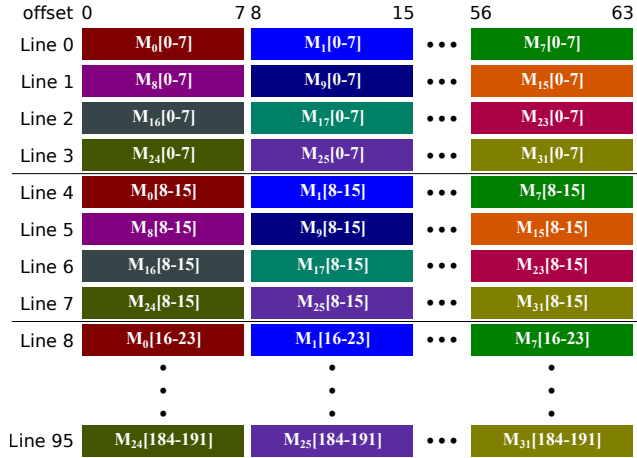 offset 0 7 8 15 56 63
Line 0 M0[0-7] M1[0-7] ••• M7[0-7]
Line 1 M8[0-7] M9[0-7] ••• M15[0-7]
Line 2 M16[0-7] M17[0-7] ••• M23[0-7]
Line 3 M24[0-7] M25[0-7] ••• M31[0-7]
Line 4 M0[8-15] M1[8-15] ••• M7[8-15]
Line 5 M8[8-15] M9[8-15] ••• M15[8-15]
Line 6 M16[8-15] M17[8-15] ••• M23[8-15]
Line 7 M24[8-15] M25[8-15] ••• M31[8-15]
Line 8 M0[16-23] M1[16-23] ••• M7[16-23]
Line 95 M24[184-191] M25[184-191] ••• M31[184-191]